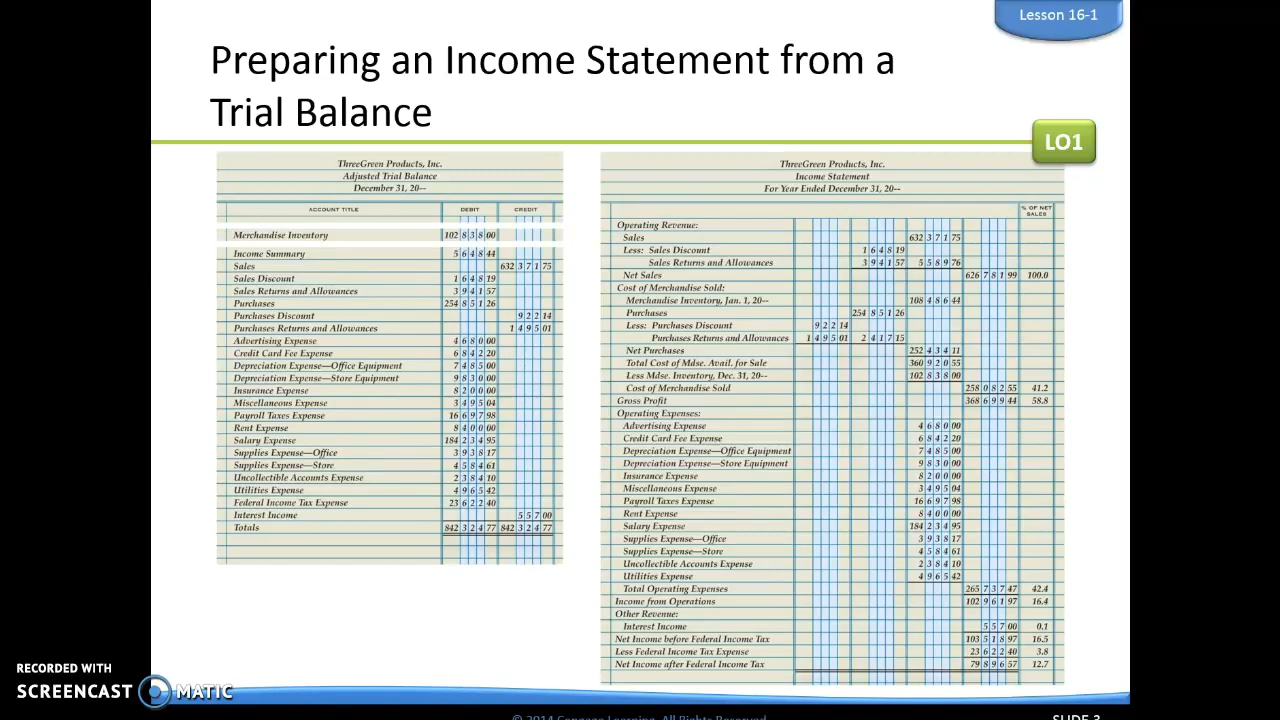 Lesson 16-1
Preparing an Income Statement from a
Trial Balance
LO1
ThreeGreen Products, Inc.
Adjusted Trial Balance
December 31, 20--
ACCOUNT TITLE DEBIT CREDIT
Merchandise Inventory 102 8 3 8 00
Income Summary 5 6 4 8 44
Sales 632 3 7 1 75
Sales Discount 1 6 4 8 19
Sales Returns and Allowances 3 9 4 1 57
Purchases 254 8 5 1 26
Purchases Discount 9 2 2 14
Purchases Returns and Allowances 1 4 9 5 01
Advertising Expense 4 6 8 0 00
Credit Card Fee Expense 6 8 4 2 20
Depreciation Expense—Office Equipment 7 4 8 5 00
Depreciation Expense—Store Equipment 9 8 3 0 00
Insurance Expense 8 2 0 0 00
Miscellaneous Expense 3 4 9 5 04
Payroll Taxes Expense 16 6 9 7 98
Rent Expense 8 4 0 0 00
Salary Expense 184 2 3 4 95
Supplies Expense—Office 3 9 3 8 17
Supplies Expense—Store 4 5 8 4 61
Uncollectible Accounts Expense 2 3 8 4 10
Utilities Expense 4 9 6 5 42
Federal Income Tax Expense 23 6 2 2 40
Interest Income 5 5 7 00
Totals 842 3 2 4 77 842 3 2 4 77
ThreeGreen Products, Inc.
Income Statement
For Year Ended December 31, 20--
% OF NET
SALES
Operating Revenue:
Sales 632 3 7 1 75
Less: Sales Discount 1 6 4 8 19
Sales Returns and Allowances 3 9 4 1 57 5 5 8 9 76
Net Sales 626 7 8 1 99 100.0
Cost of Merchandise Sold:
Merchandise Inventory, Jan. 1, 20-- 108 4 8 6 44
Purchases 254 8 5 1 26
Less: Purchases Discount 9 2 2 14
Purchases Returns and Allowances 1 4 9 5 01 2 4 1 7 15
Net Purchases 252 4 3 4 11
Total Cost of Mdse. Avail. for Sale 360 9 2 0 55
Less Mdse. Inventory, Dec. 31, 20-- 102 8 3 8 00
Cost of Merchandise Sold 258 0 8 2 55 41.2
Gross Profit 368 6 9 9 44 58.8
Operating Expenses:
Advertising Expense 4 6 8 0 00
Credit Card Fee Expense 6 8 4 2 20
Depreciation Expense—Office Equipment 7 4 8 5 00
Depreciation Expense—Store Equipment 9 8 3 0 00
Insurance Expense 8 2 0 0 00
Miscellaneous Expense 3 4 9 5 04
Payroll Taxes Expense 16 6 9 7 98
Rent Expense 8 4 0 0 00
Salary Expense 184 2 3 4 95
Supplies Expense—Office 3 9 3 8 17
Supplies Expense—Store 4 5 8 4 61
Uncollectible Accounts Expense 2 3 8 4 10
Utilities Expense 4 9 6 5 42
Total Operating Expenses 265 7 3 7 47 42.4
Income from Operations 102 9 6 1 97 16.4
Other Revenue:
Interest Income 5 5 7 00 0.1
Net Income before Federal Income Tax 103 5 1 8 97 16.5
Less Federal Income Tax Expense 23 6 2 2 40 3.8
Net Income after Federal Income Tax 79 8 9 6 57 12.7
RECORDED WITH
SCREENCAST MATIC
© 2014 Cengage Learning. All Rights Reserved.
SLIDE 3